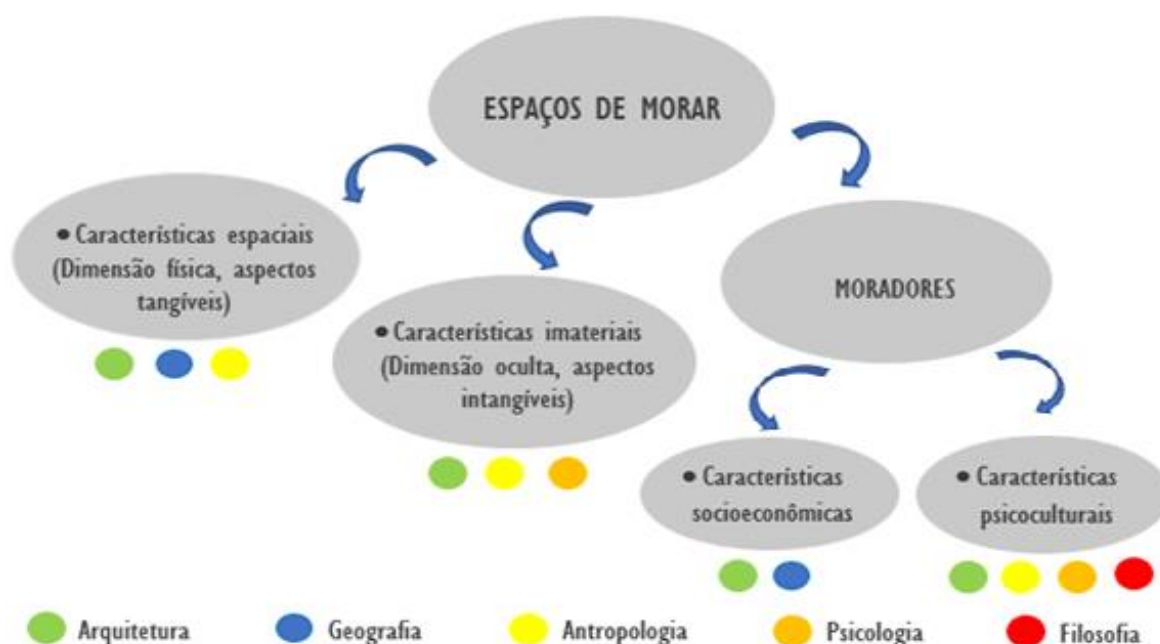 ESPAÇOS DE MORAR
• Características espaciais
(Dimensão física, aspectos
tangíveis)
• Características imateriais
(Dimensão oculta, aspectos
intangíveis)
MORADORES
• Características
socioeconômicas
• Características
psicoculturais
Arquitetura
Geografia
Antropologia
Psicologia
Filosofia